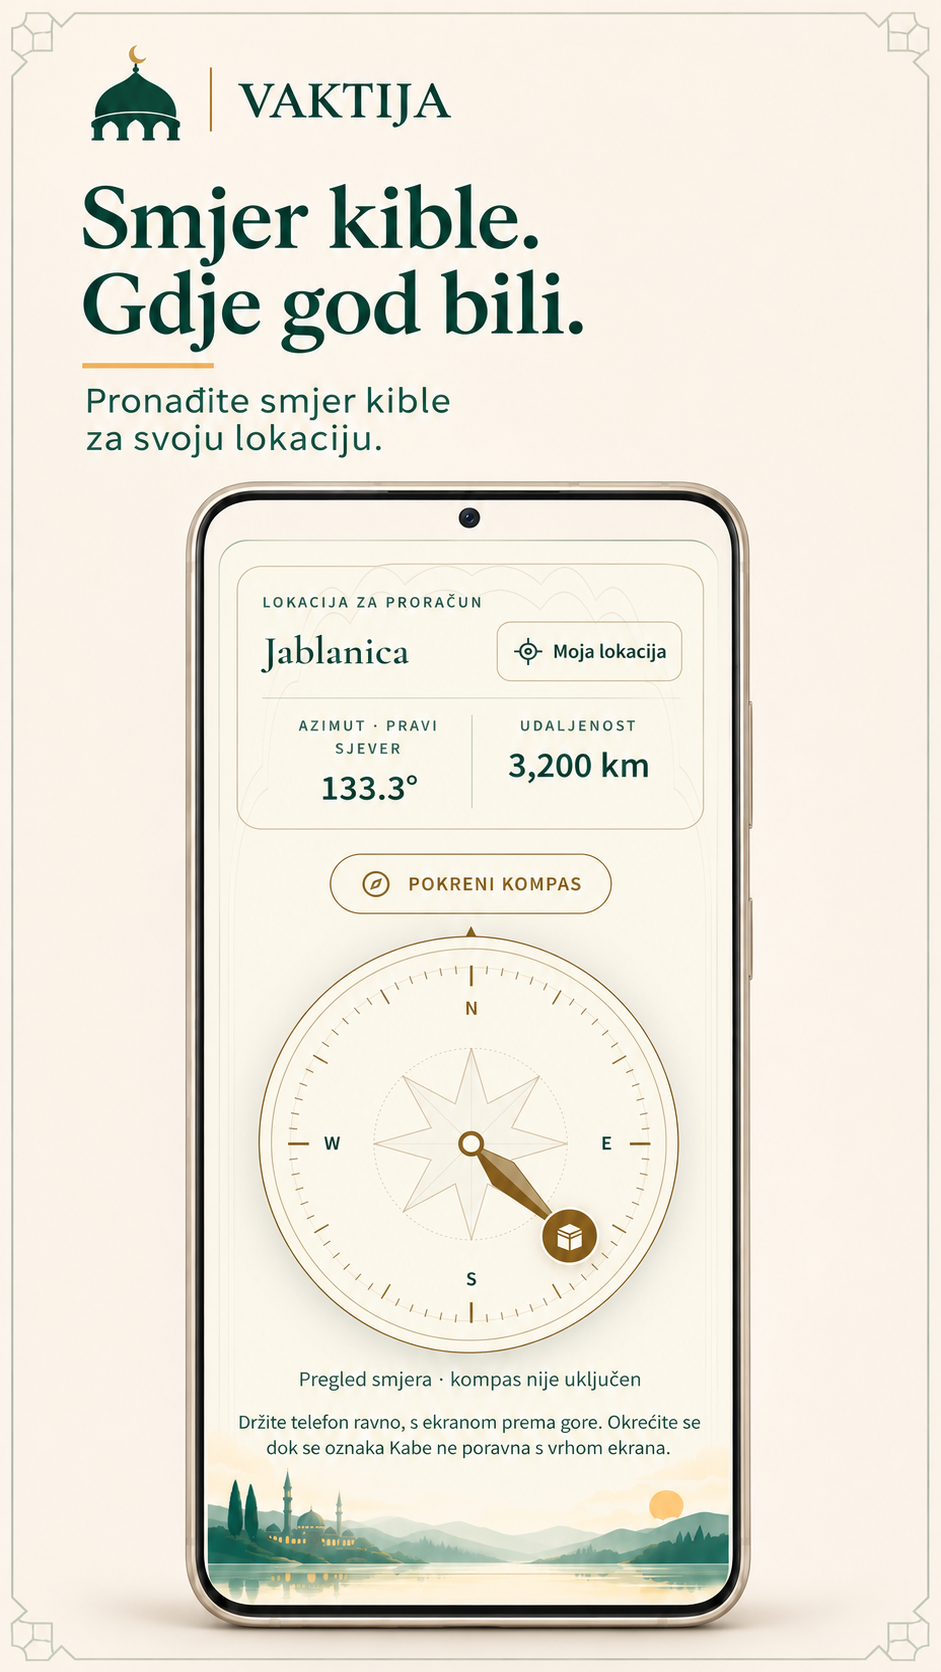 VAKTIJA
Smjer kible.
Gdje god bili.
Pronađite smjer kible
za svoju lokaciju.
LOKACIJA ZA PRORAČUN
Jablanica
Moja lokacija
AZIMUT · PRAVI
SJEVER
133.3°
UDALJENOST
3,200 km
POKRENI KOMPAS
N
W
E
S
Pregled smjera · kompas nije uključen
Držite telefon ravno, s ekranom prema gore. Okrećite se
dok se oznaka Kabe ne poravna s vrhom ekrana.